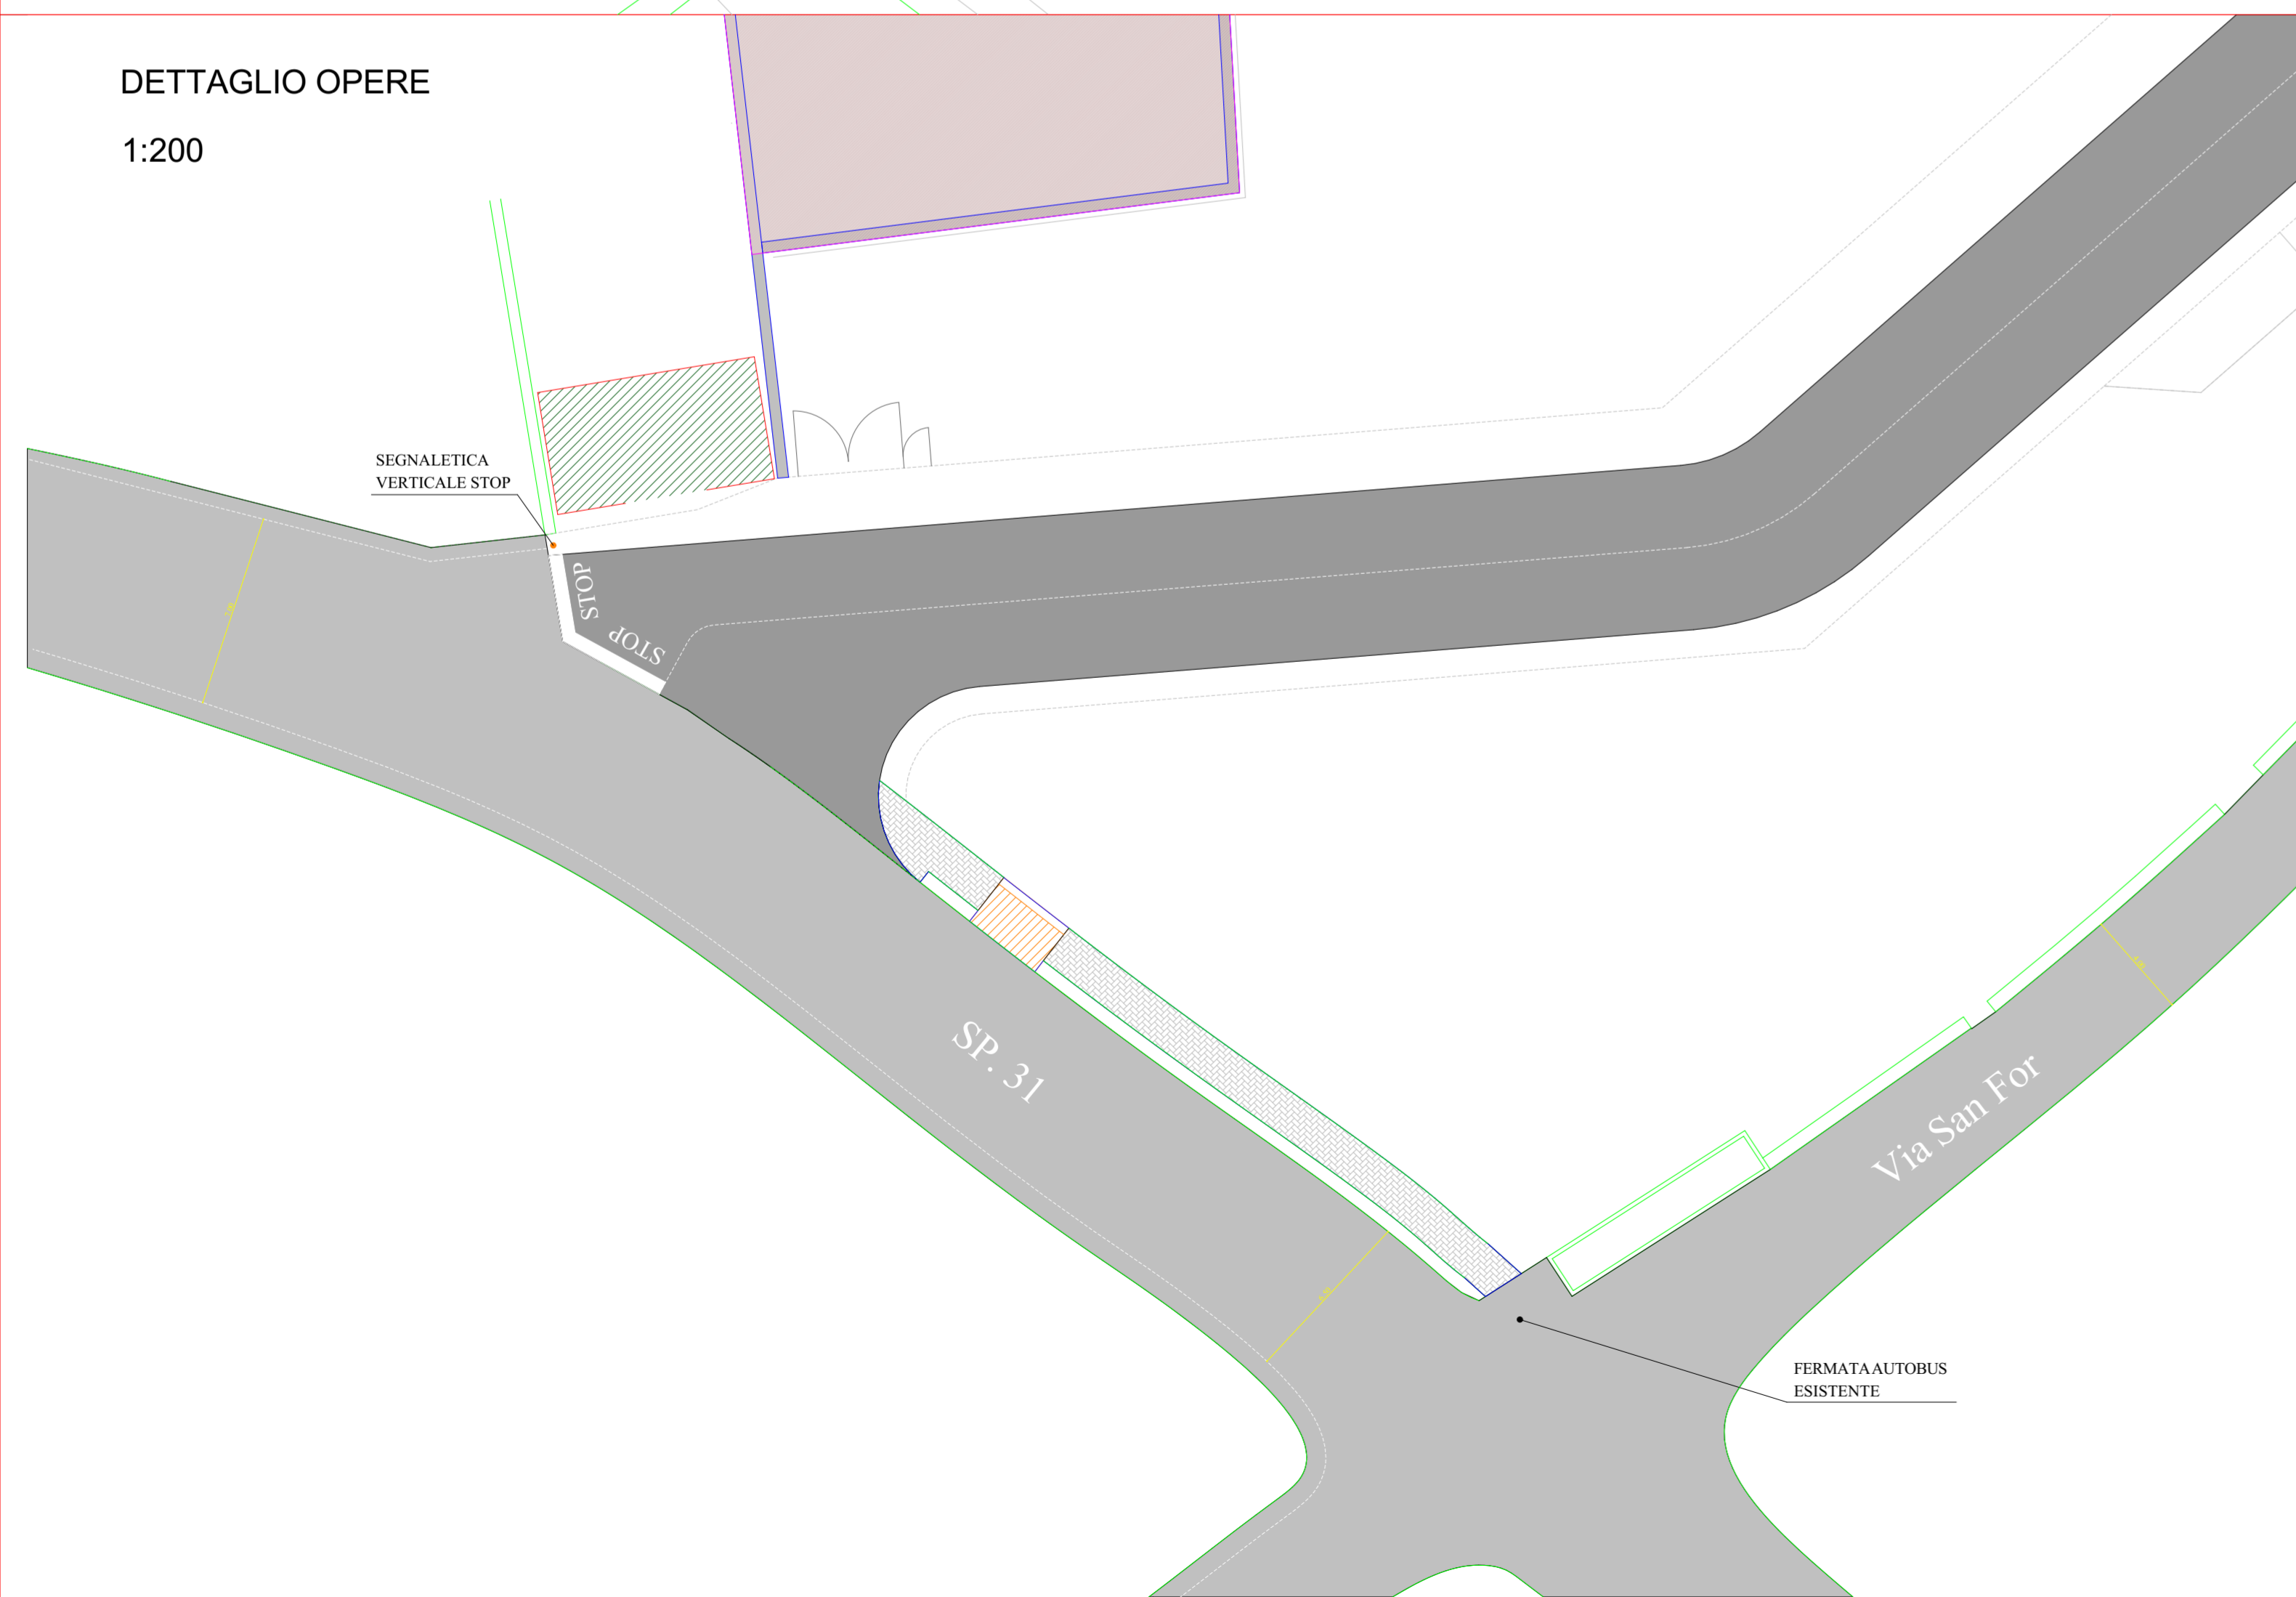 DETTAGLIO OPERE
1:200
SEGNALETICA
VERTICALE STOP
STOP
STOP
SP. 31
Via San For
FERMATA AUTOBUS
ESISTENTE